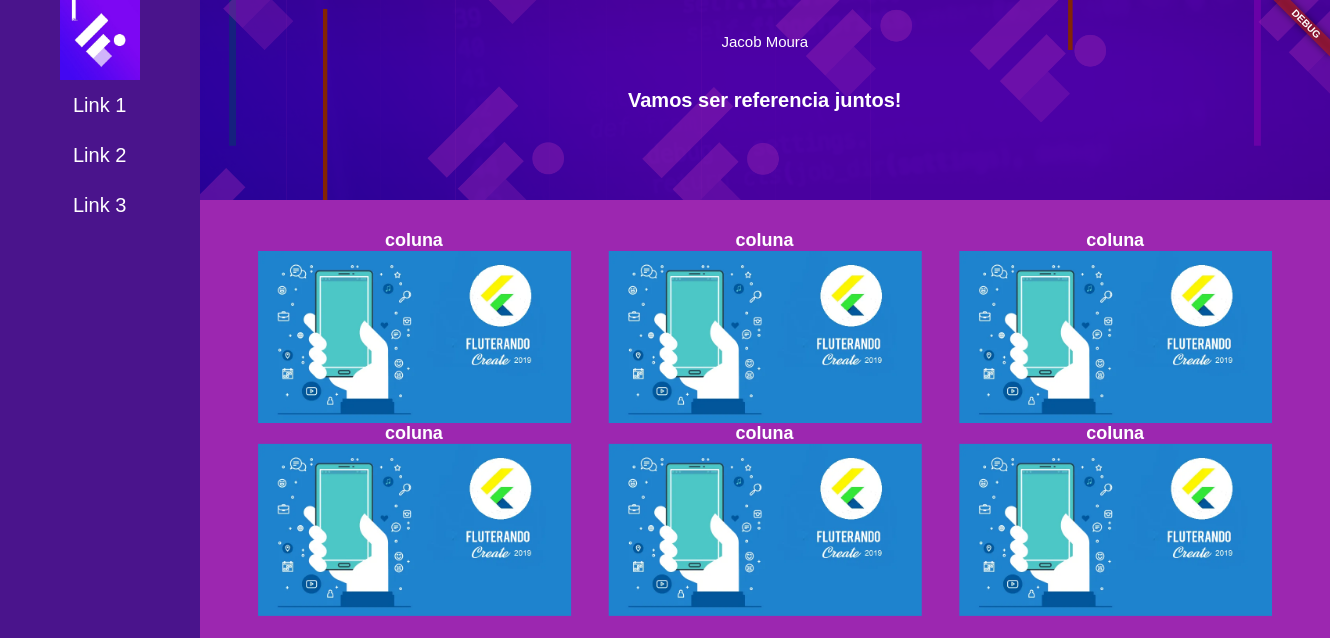 Link 1
Link 2
Link 3
Jacob Moura
DEBUG
Vamos ser referencia juntos!
coluna
FLUTERANDO
Create 2019
coluna
FLUTERANDO
Create 2019
coluna
FLUTERANDO
Create 2019
coluna
FLUTERANDO
Create 2019
coluna
FLUTERANDO
Create 2019
coluna
FLUTERANDO
Create 2019